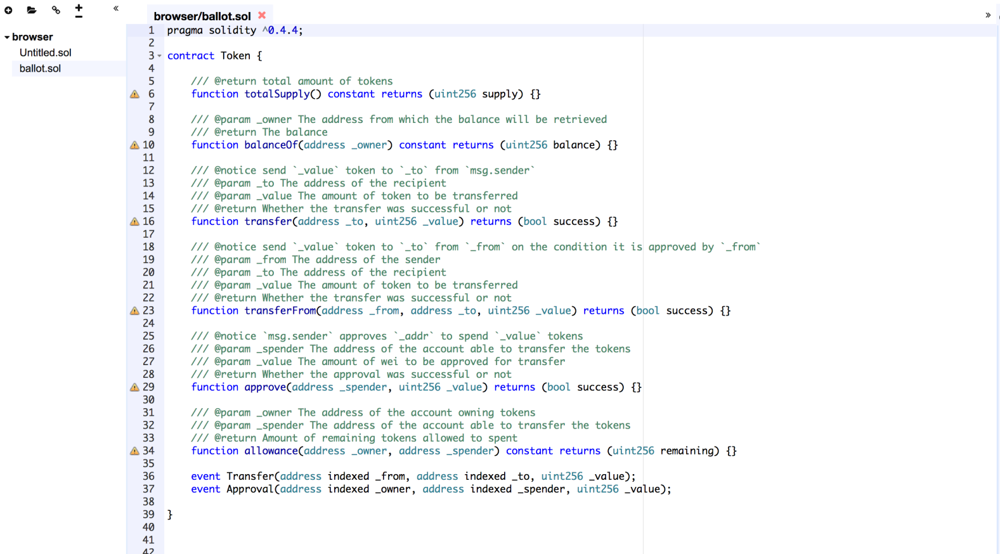 browser/ballot.sol
browser
Untitled.sol
ballot.sol
1 pragma solidity ^0.4.4;
2
3 contract Token {
4
5 /// @return total amount of tokens
6 function totalSupply() constant returns (uint256 supply) {}
7
8 /// @param _owner The address from which the balance will be retrieved
9 /// @return The balance
10 function balanceOf(address _owner) constant returns (uint256 balance) {}
11
12 /// @notice send `_value` token to `_to` from `msg.sender`
13 /// @param _to The address of the recipient
14 /// @param _value The amount of token to be transferred
15 /// @return Whether the transfer was successful or not
16 function transfer(address _to, uint256 _value) returns (bool success) {}
17
18 /// @notice send `_value` token to `_to` from `_from` on the condition it is approved by `_from`
19 /// @param _from The address of the sender
20 /// @param _to The address of the recipient
21 /// @param _value The amount of token to be transferred
22 /// @return Whether the transfer was successful or not
23 function transferFrom(address _from, address _to, uint256 _value) returns (bool success) {}
24
25 /// @notice `msg.sender` approves `_addr` to spend `_value` tokens
26 /// @param _spender The address of the account able to transfer the tokens
27 /// @param _value The amount of wei to be approved for transfer
28 /// @return Whether the approval was successful or not
29 function approve(address _spender, uint256 _value) returns (bool success) {}
30
31 /// @param _owner The address of the account owning tokens
32 /// @param _spender The address of the account able to transfer the tokens
33 /// @return Amount of remaining tokens allowed to spent
34 function allowance(address _owner, address _spender) constant returns (uint256 remaining) {}
35
36 event Transfer(address indexed _from, address indexed _to, uint256 _value);
37 event Approval(address indexed _owner, address indexed _spender, uint256 _value);
38
39 }
40
41
42